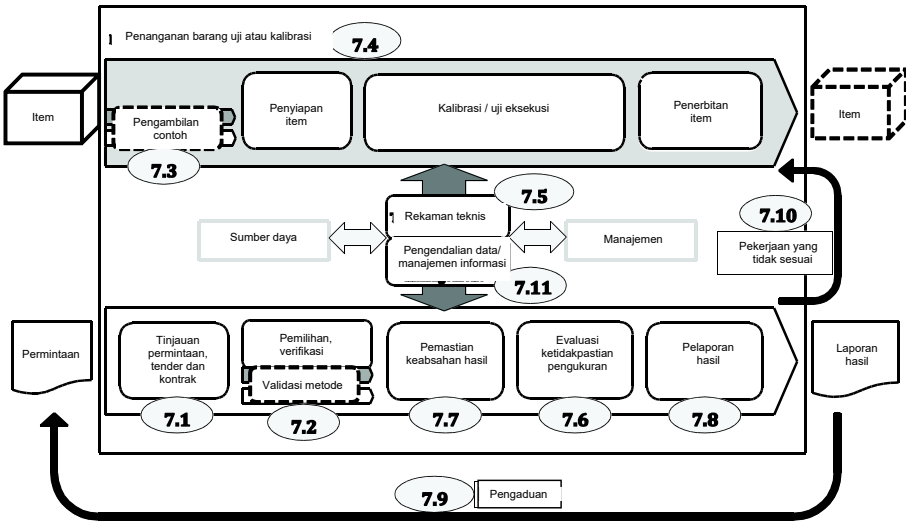 Penanganan barang uji atau kalibrasi
7.4
Item
Pengambilan
contoh
7.3
Penyiapan
item
Kalibrasi / uji eksekusi
Penerbitan
item
Item
7.5
Rekaman teknis
Sumber daya
Pengendalian data/
manajemen informasi
Manajemen
7.11
7.10
Pekerjaan yang
tidak sesuai
Permintaan
Tinjauan
permintaan,
tender dan
kontrak
7.1
Pemilihan,
verifikasi
Validasi metode
7.2
Pemastian
keabsahan hasil
7.7
Evaluasi
ketidakpastian
pengukuran
7.6
Pelaporan
hasil
7.8
Laporan
hasil
7.9
Pengaduan